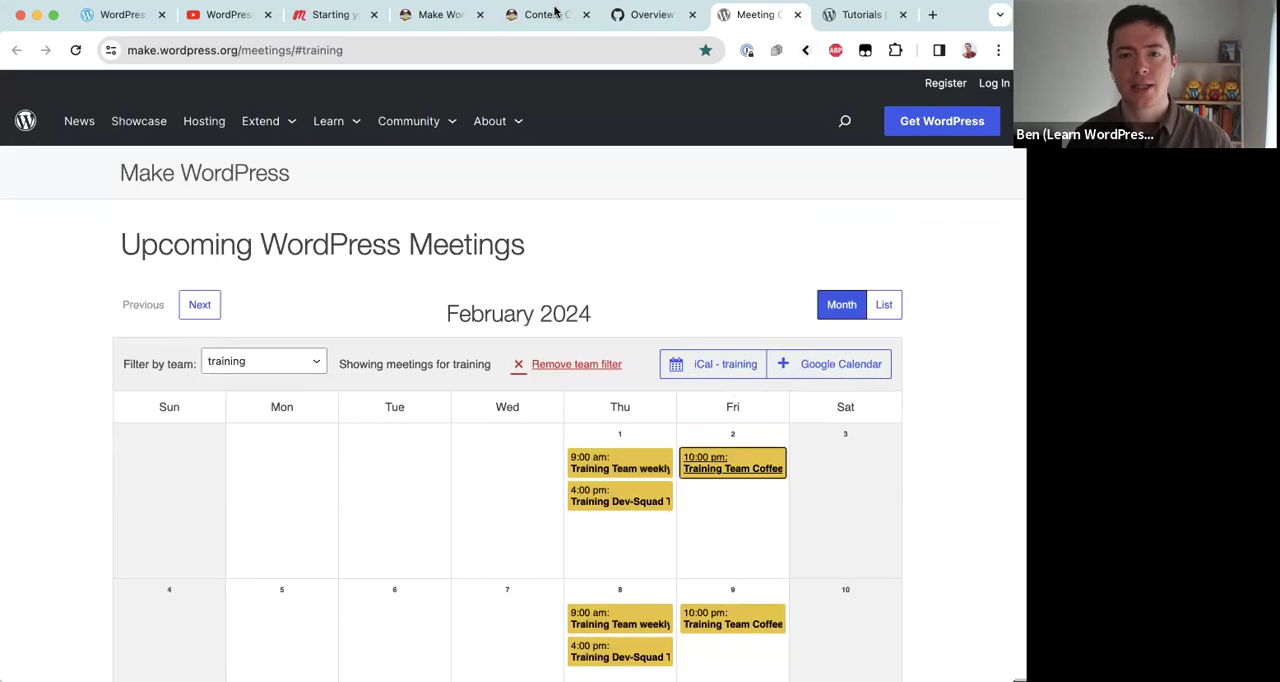 WordPres
WordPres
Starting y
Make Wor
Contest C
Overview
Meeting C
Tutorials |
make.wordpress.org/meetings/#training
ABP
Register
Log In
News
Showcase
Hosting
Extend
Learn
Community
About
Get WordPress
Ben (Learn WordPres...
Make WordPress
Upcoming WordPress Meetings
Previous
Next
February 2024
Month
List
Filter by team:
training
Showing meetings for training
Remove team filter
iCal - training
Google Calendar
Sun
Mon
Tue
Wed
Thu
Fri
Sat
1
2
3
9:00 am:
Training Team weekly
10:00 pm:
Training Team Coffee
4:00 pm:
Training Dev-Squad T
4
5
6
7
8
9
10
9:00 am:
Training Team weekly
10:00 pm:
Training Team Coffee
4:00 pm:
Training Dev-Squad T